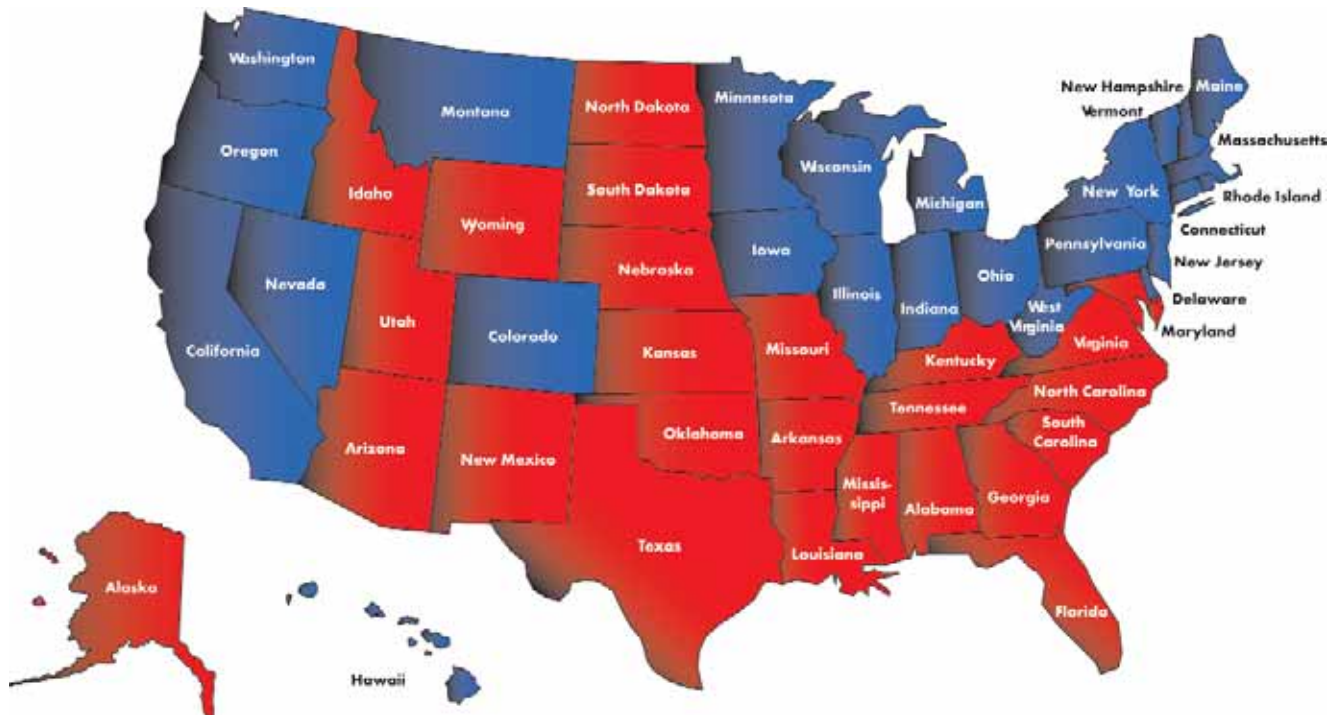 Washington
Montana
North Dakota
Minnesota
New Hampshire
Maine
Vermont
Massachusetts
Oregon
Idaho
South Dakota
Wisconsin
Michigan
New York
Rhode Island
Woming
Connecticut
Pennsylvania
Iowa
New Jersey
Nebraska
Nevada
Ohio
Illinois
Indiana
Delaware
West
Virginia
Maryland
Utah
Colorado
California
Kansas
Missouri
Kentucky
Virginia
North Carolina
Tennessee
South
Carolina
Oklahoma
Arkansas
Arizona
New Mexico
Missis-
sippi
Alabama
Georgia
Texas
Louisiana
Alaska
Florida
Hawaii